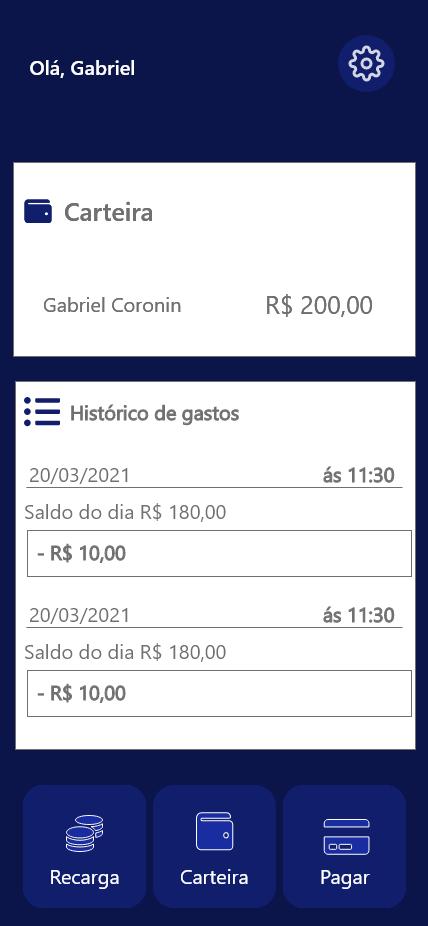 Olá, Gabriel
Carteira
Gabriel Coronin R$ 200,00
Histórico de gastos
20/03/2021 ás 11:30
Saldo do dia R$ 180,00
- R$ 10,00
20/03/2021 ás 11:30
Saldo do dia R$ 180,00
- R$ 10,00
Recarga Carteira Pagar